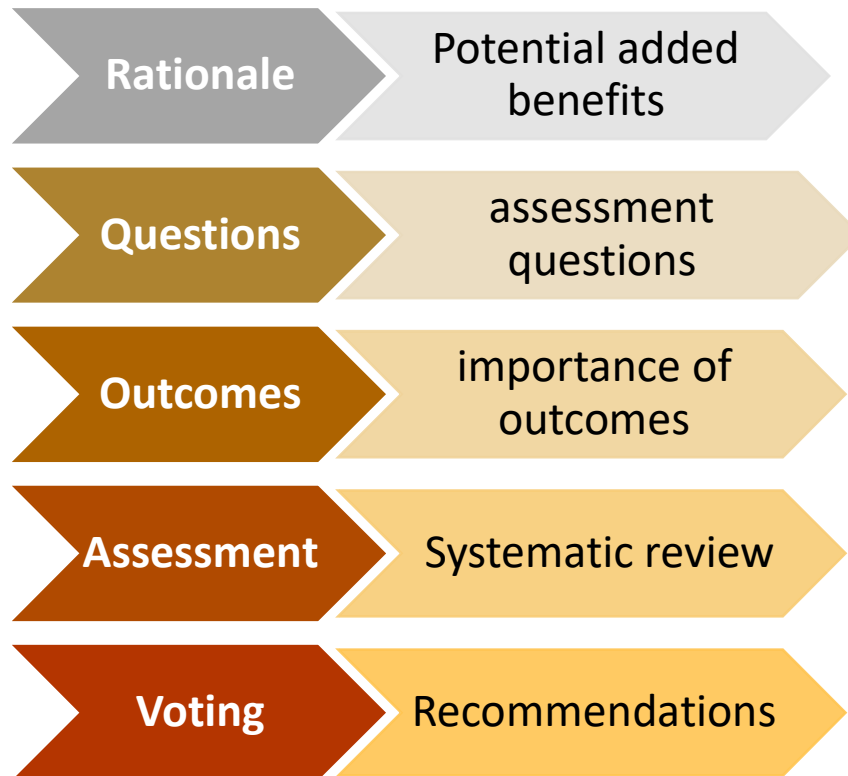 Rationale
Potential added
benefits
Questions
assessment
questions
Outcomes
importance of
outcomes
Assessment
Systematic review
Voting
Recommendations